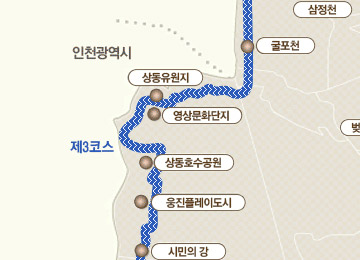 삼정천
굴포천
인천광역시
상동유원지
영상문화단지
제3코스
상동호수공원
웅진플레이도시
시민의 강
벚